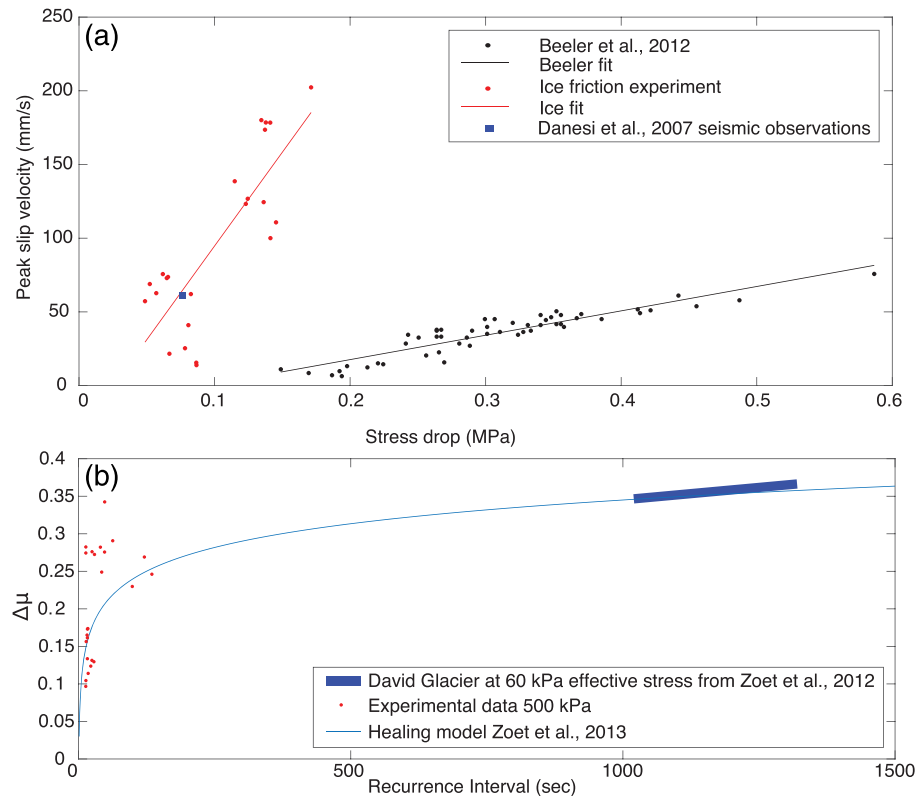 (a)
250
200
150
100
50
0
Peak slip velocity (mm/s)
Beeler et al., 2012
Beeler fit
Ice friction experiment
Ice fit
Danesi et al., 2007 seismic observations
0 0.1 0.2 0.3 0.4 0.5 0.6
Stress drop (MPa)
(b)
0.4
0.35
0.3
0.25
0.2
0.15
0.1
0.05
0
Δμ
David Glacier at 60 kPa effective stress from Zoet et al., 2012
Experimental data 500 kPa
Healing model Zoet et al., 2013
0 500 1000 1500
Recurrence Interval (sec)